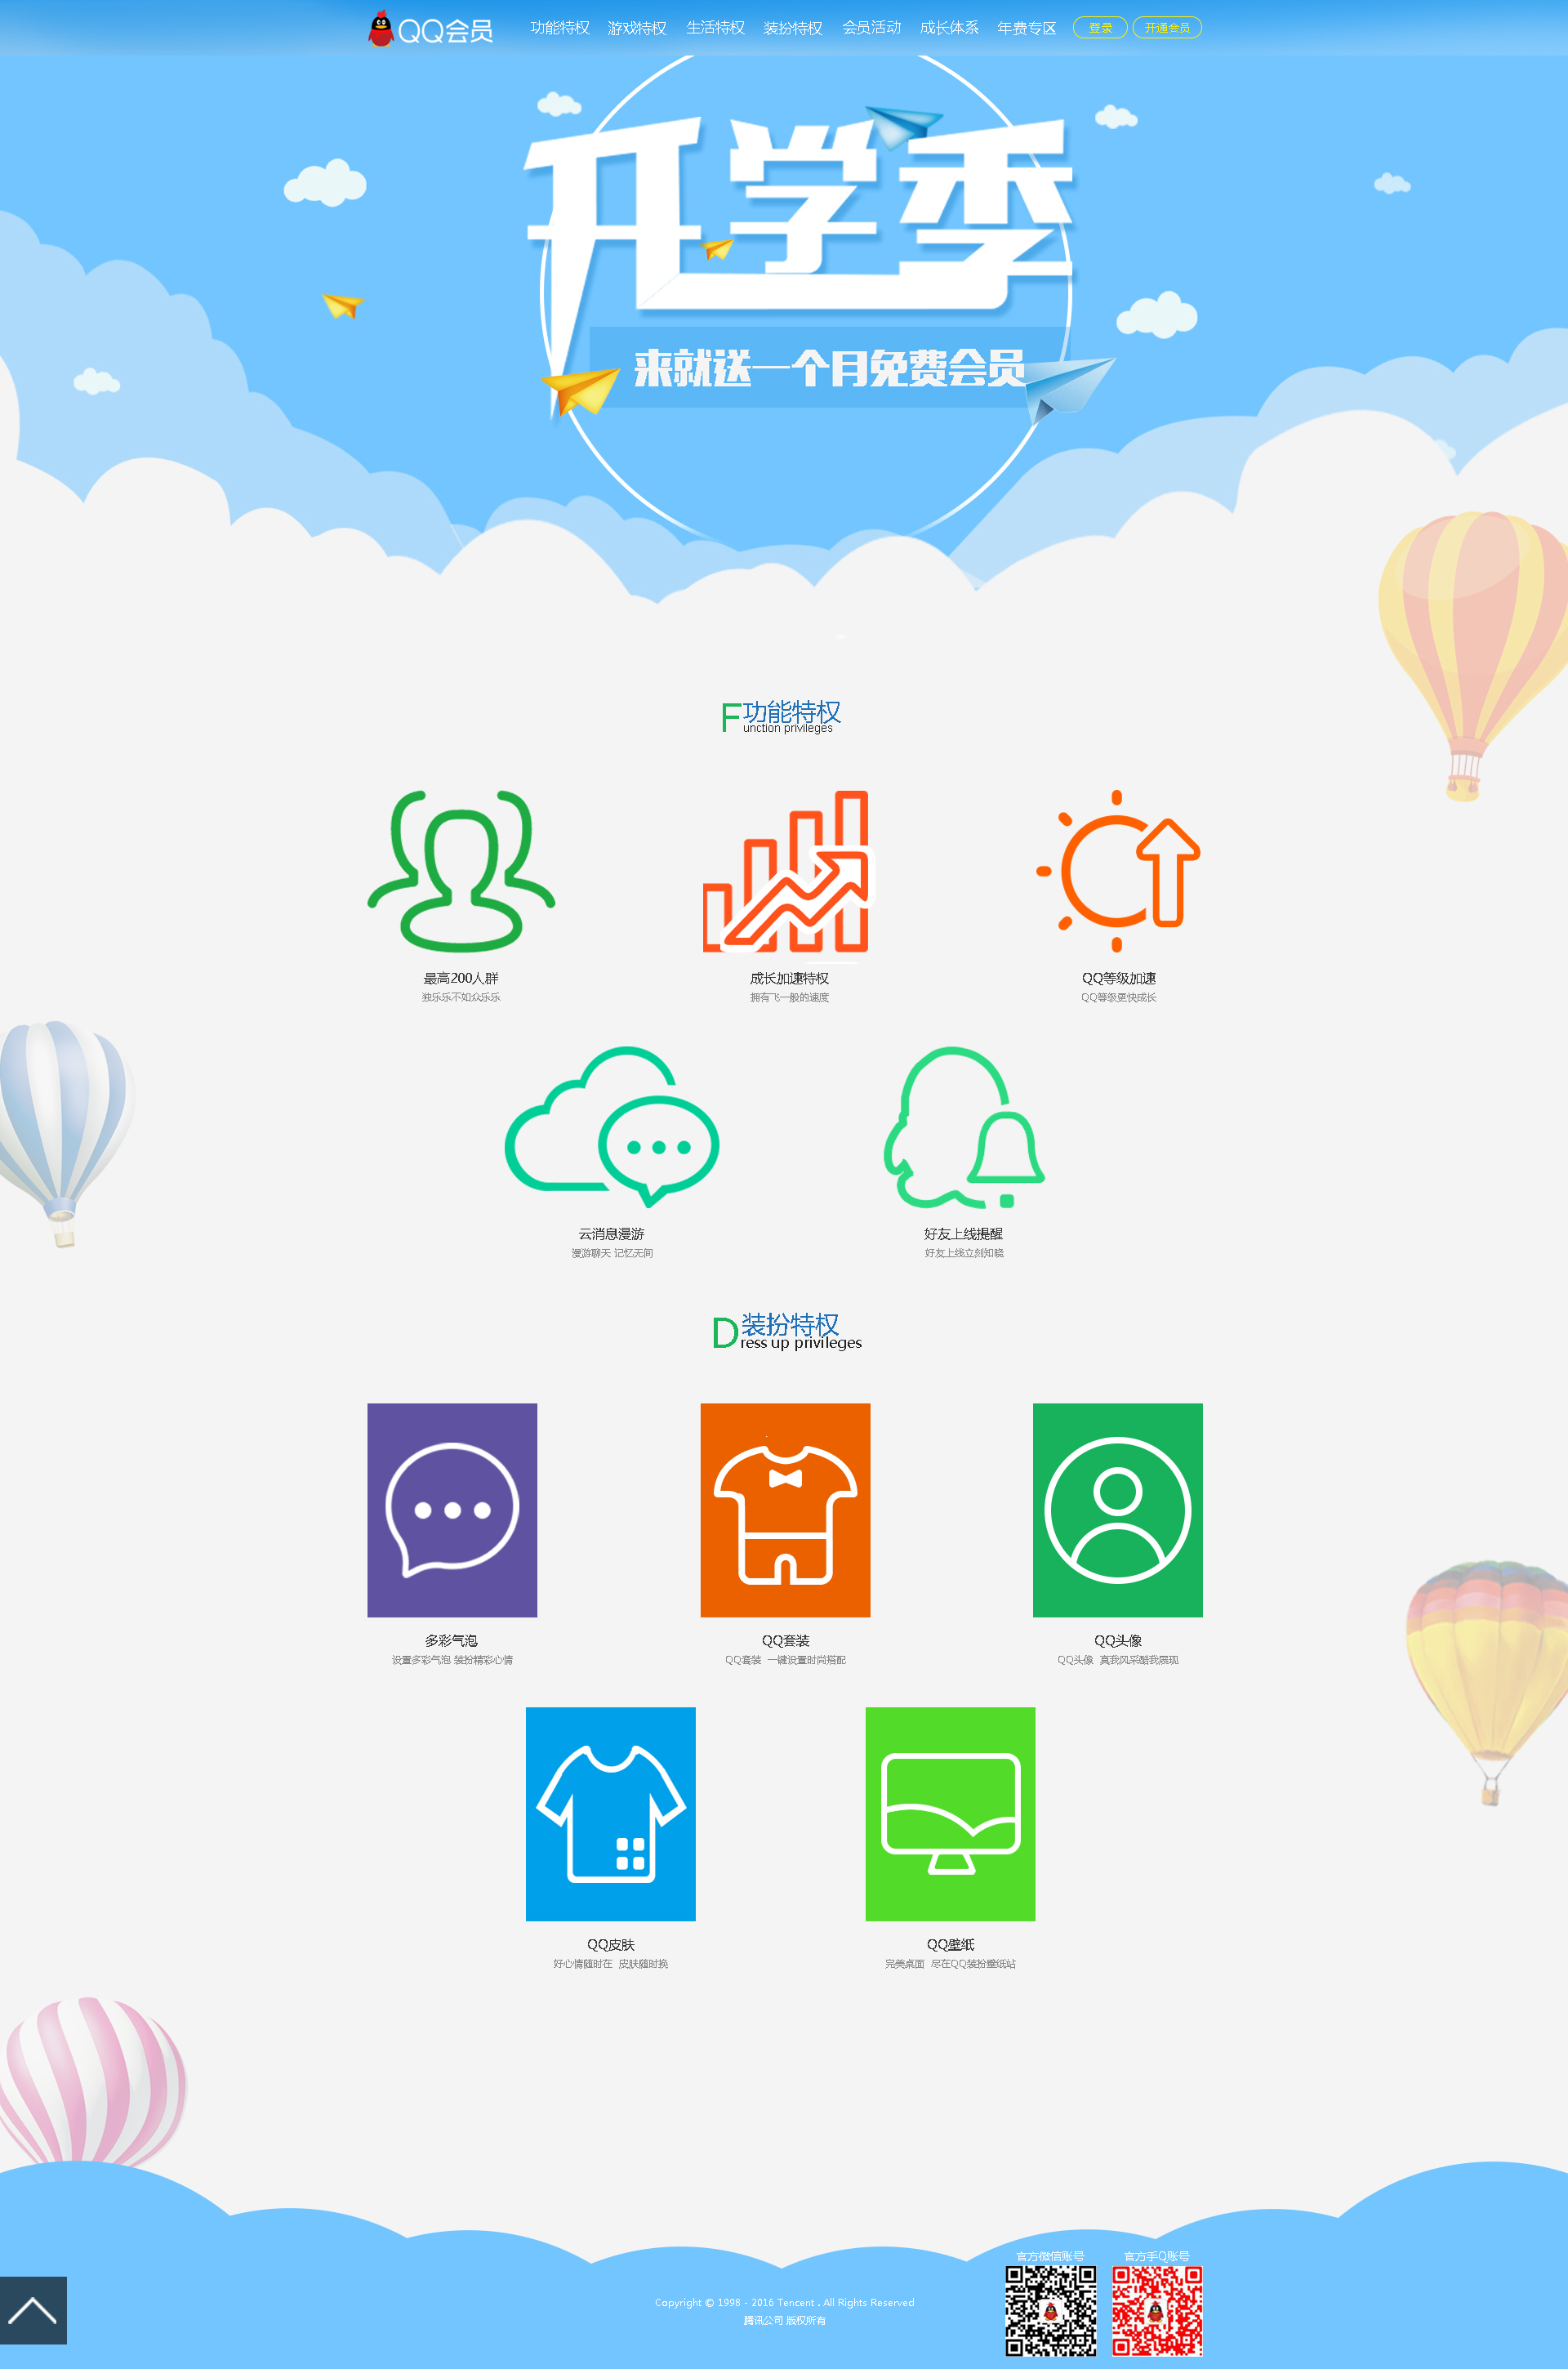 QQ会员 功能特权 游戏特权 生活特权 装扮特权 会员活动 成长体系 年费专区 登录 开通会员
开学季
来就送一个月免费会员
F功能特权
unction privileges
最高200人群 成长加速特权 QQ等级加速
独乐乐不如众乐乐 拥有飞一般的速度 QQ等级更快成长
云消息漫游 好友上线提醒
漫游聊天 记忆无间 好友上线立刻知晓
D装扮特权
ress up privileges
多彩气泡 QQ套装 QQ头像
设置多彩气泡 装扮精彩心情 QQ套装 一键设置时尚搭配 QQ头像 真我风采酷我展现
QQ皮肤 QQ壁纸
好心情随时在 皮肤随时换 完美桌面 尽在QQ装扮壁纸站
官方微信账号 官方手Q账号
Copyright © 1998 - 2016 Tencent . All Rights Reserved
腾讯公司 版权所有